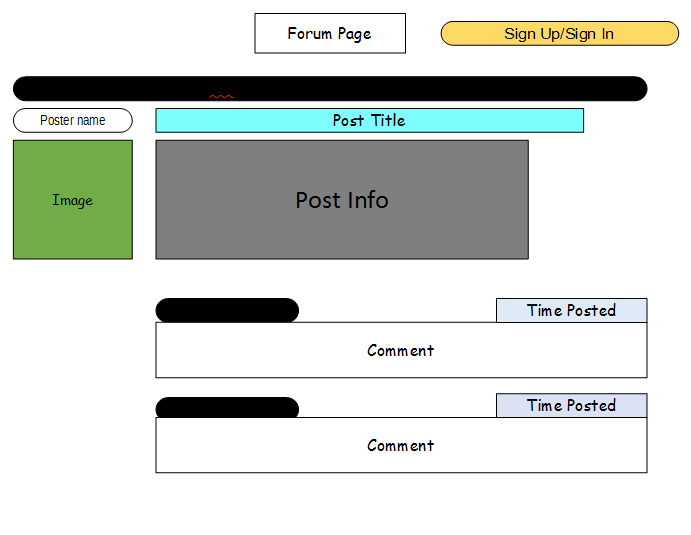 Forum Page
Sign Up/Sign In
Poster name
Post Title
Image
Post Info
Time Posted
Comment
Time Posted
Comment